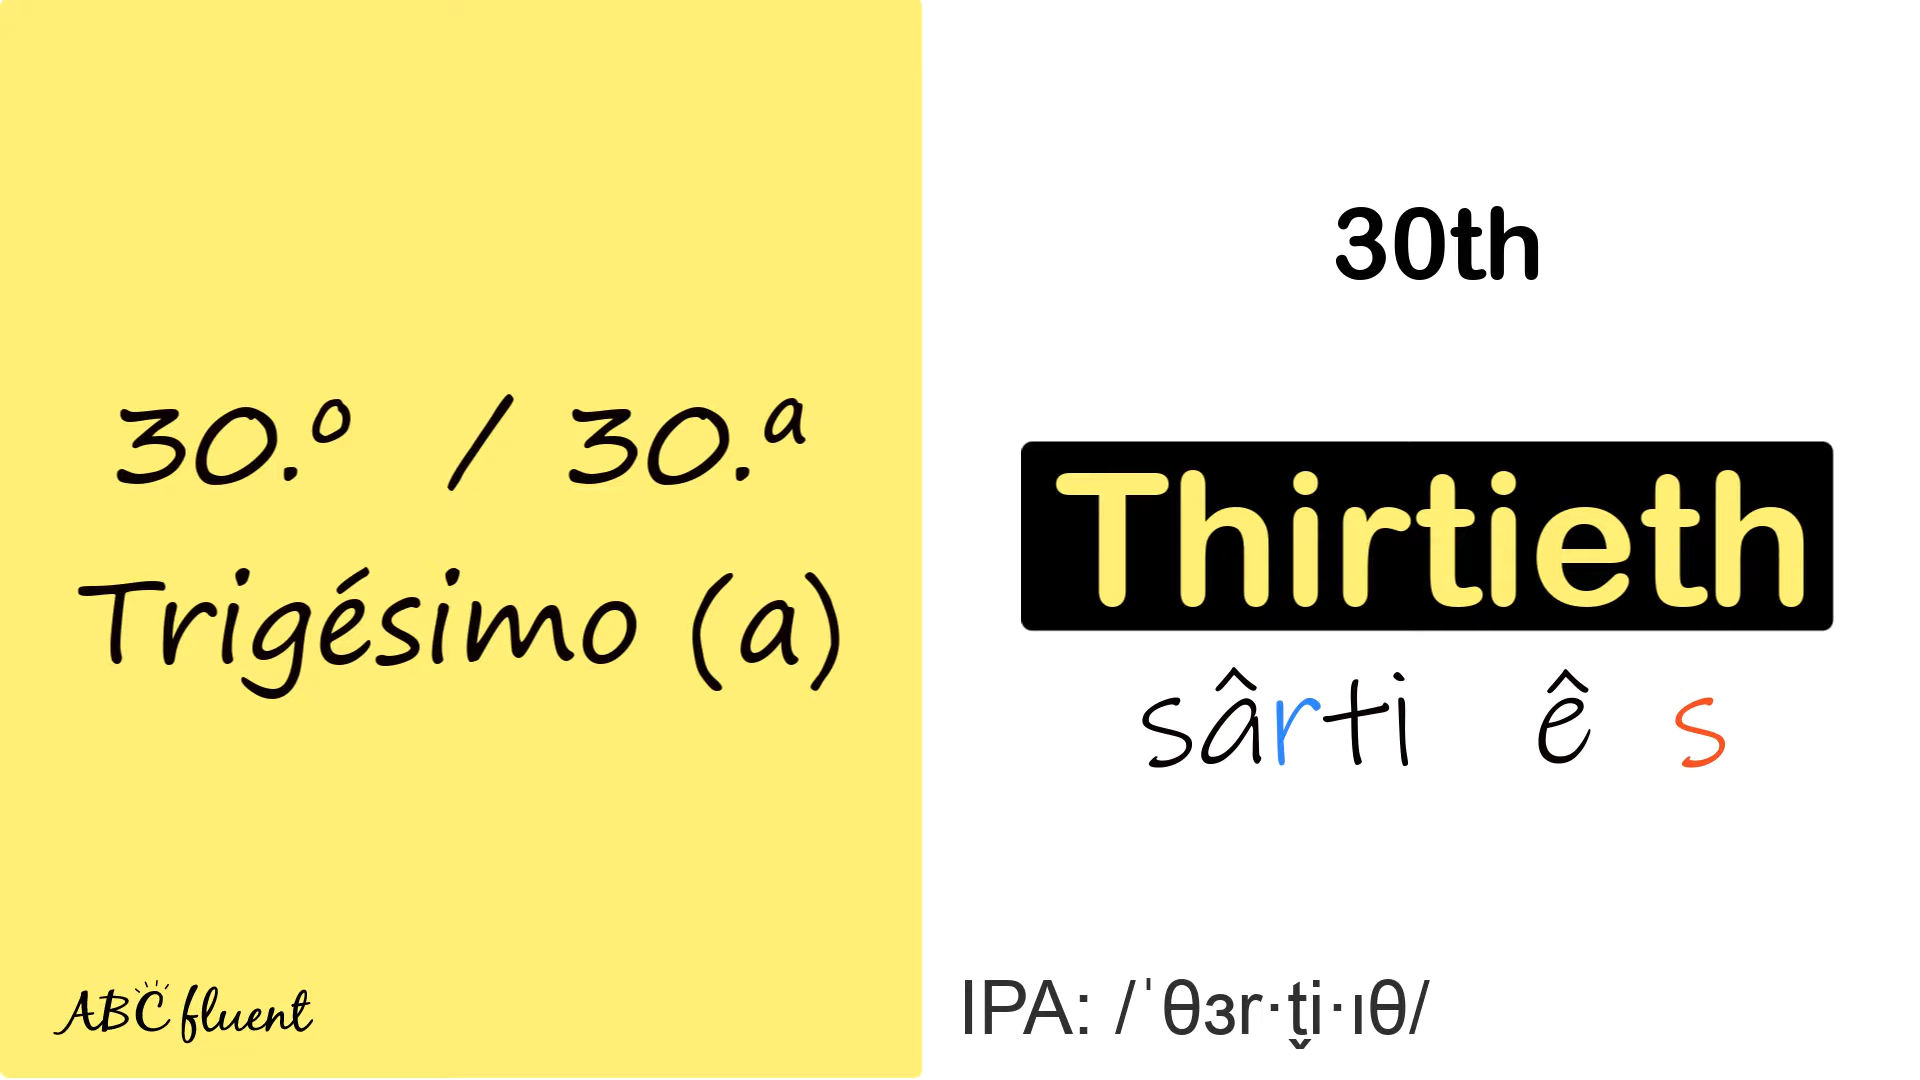 30.º / 30.ª
Trigésimo (a)
ABC fluent
30th
Thirtieth
sârti ê s
IPA: /ˈθɜr·t̬i·ɪθ/